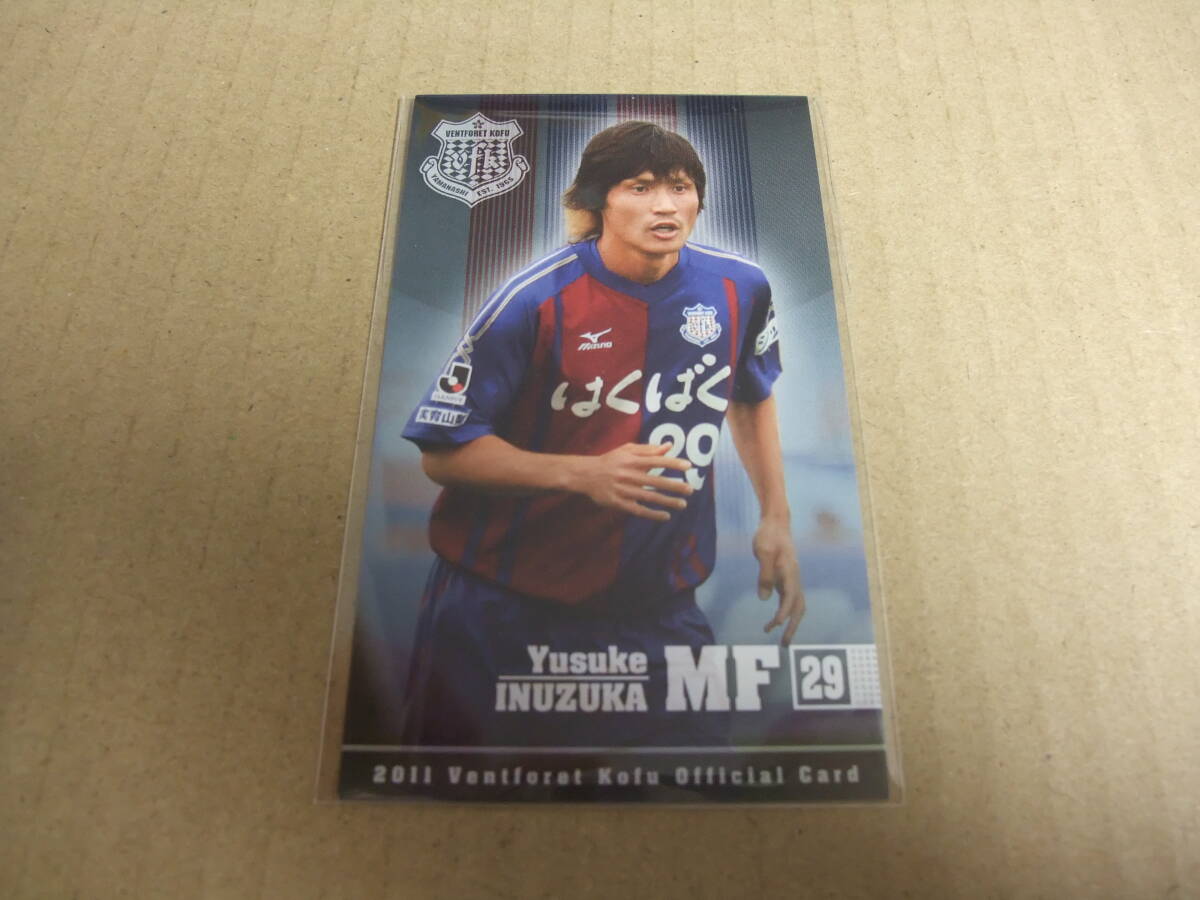 VENTFORET KOFU
vfk
YAMANASHI EST. 1965
Mizuno
はくばく
29
Yusuke
INUZUKA
MF
29
2011 Ventforet Kofu Official Card